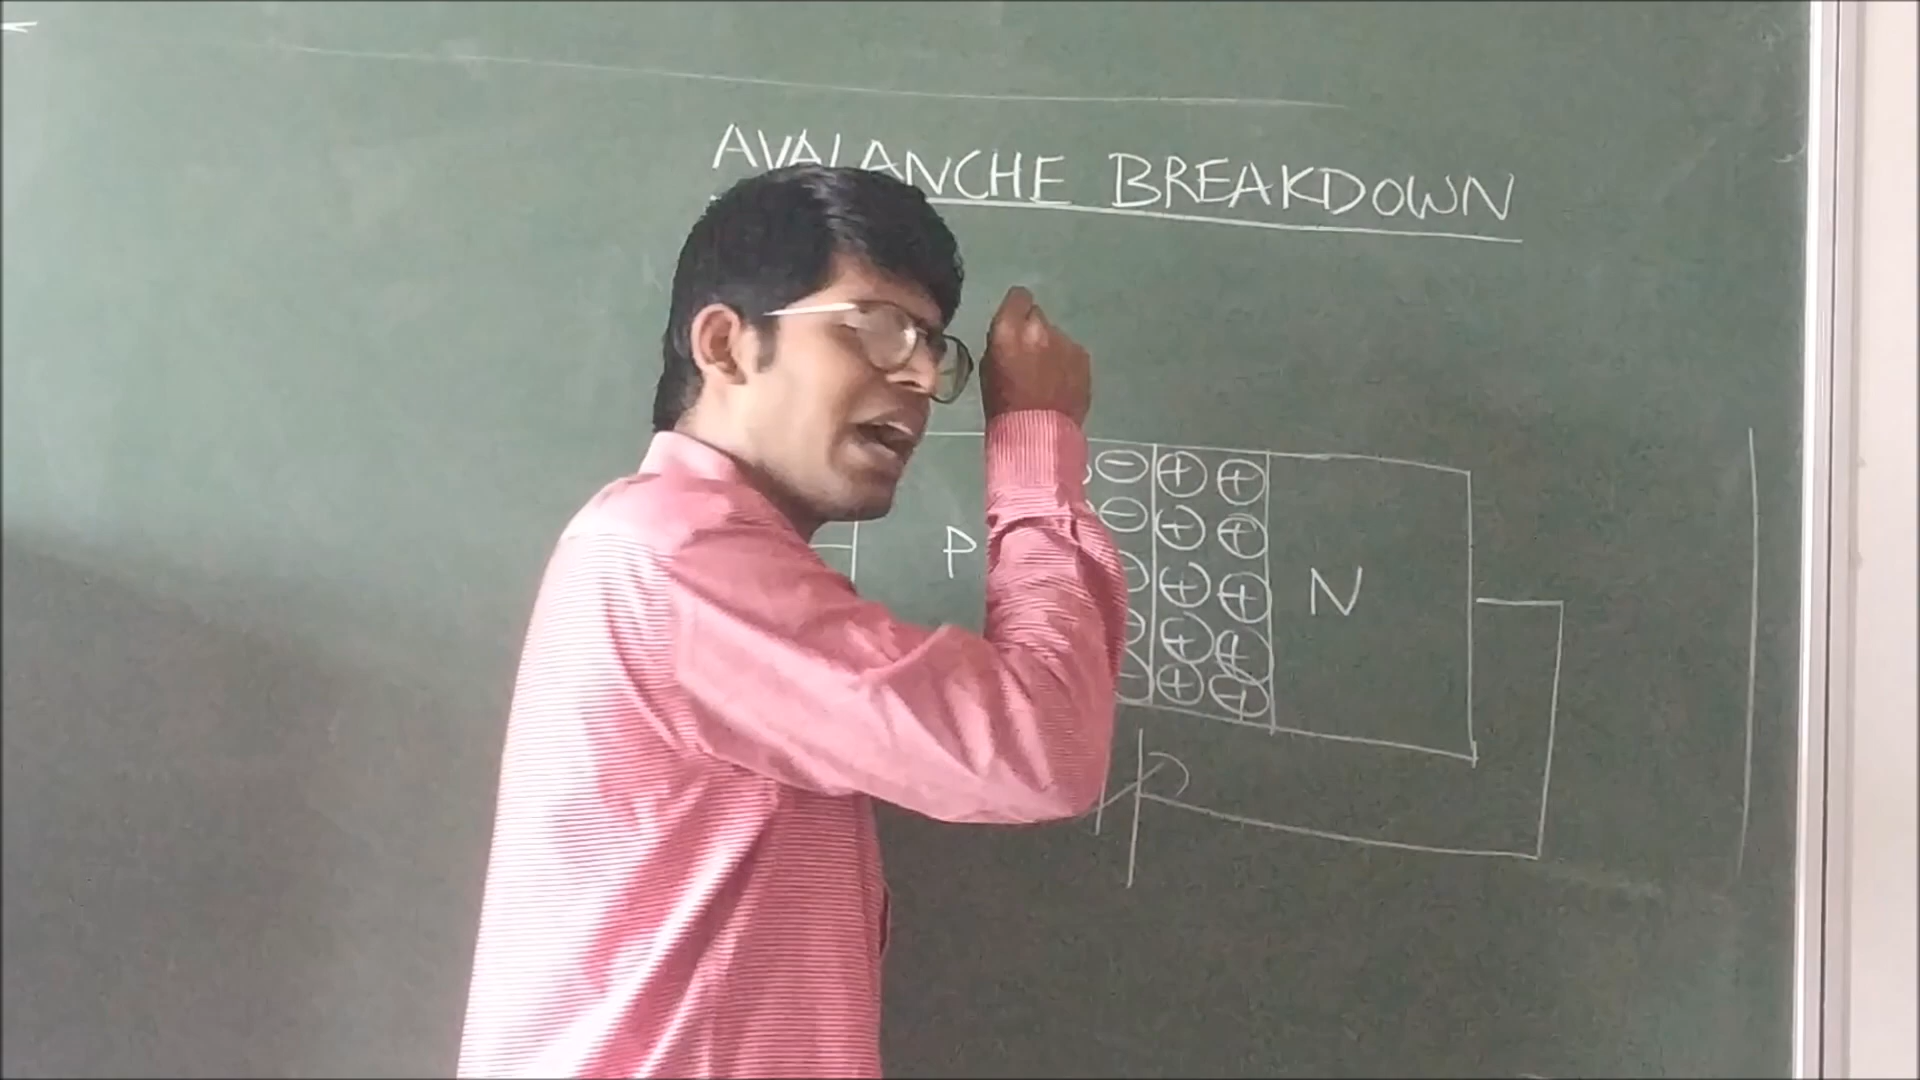 AVALANCHE BREAKDOWN
P
− + +
− + +
− + +
− + +
− + +
N